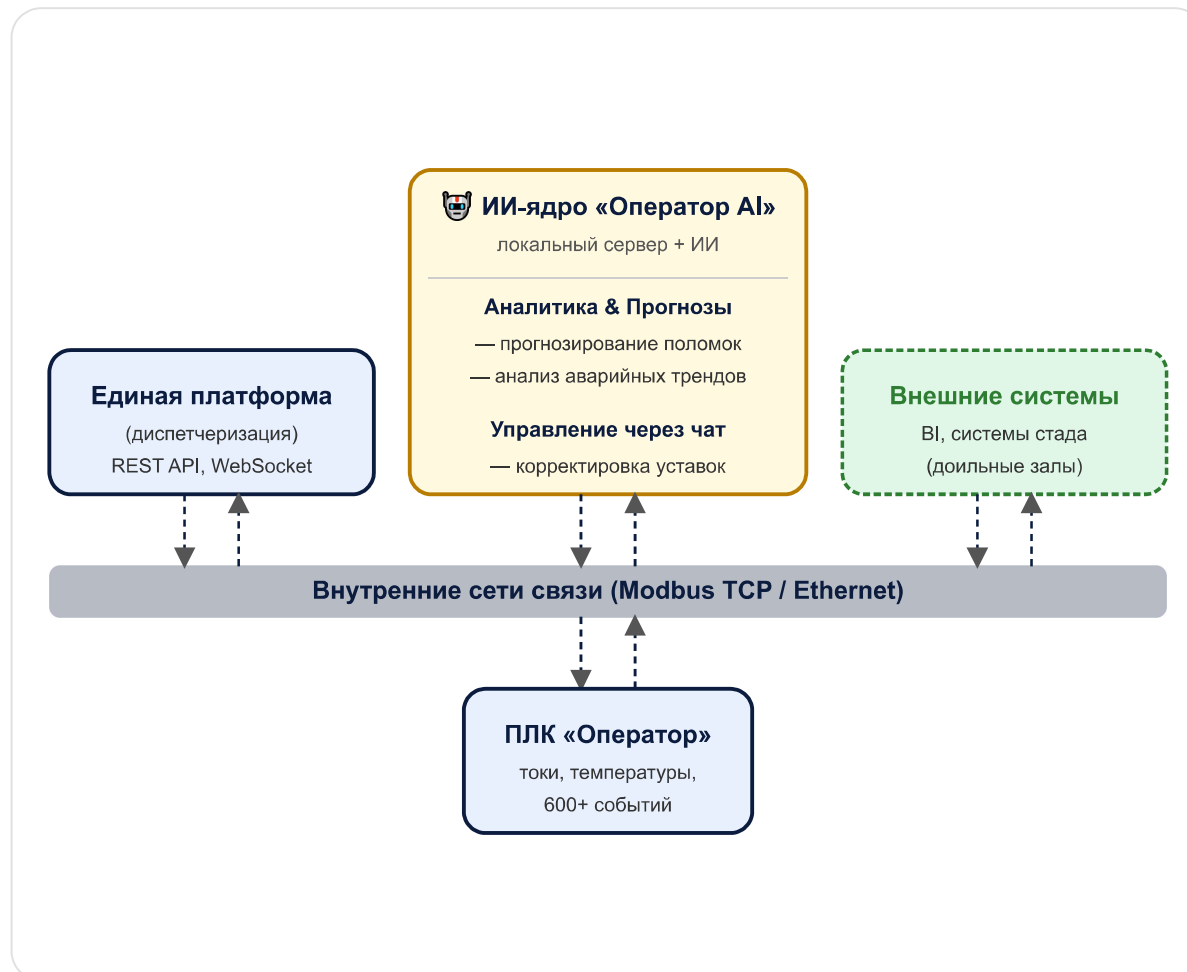 ИИ-ядро «Оператор AI»
локальный сервер + ИИ
Аналитика & Прогнозы
— прогнозирование поломок
— анализ аварийных трендов
Управление через чат
— корректировка уставок
Единая платформа
(диспетчеризация)
REST API, WebSocket
Внешние системы
BI, системы стада
(доильные залы)
Внутренние сети связи (Modbus TCP / Ethernet)
ПЛК «Оператор»
токи, температуры,
600+ событий